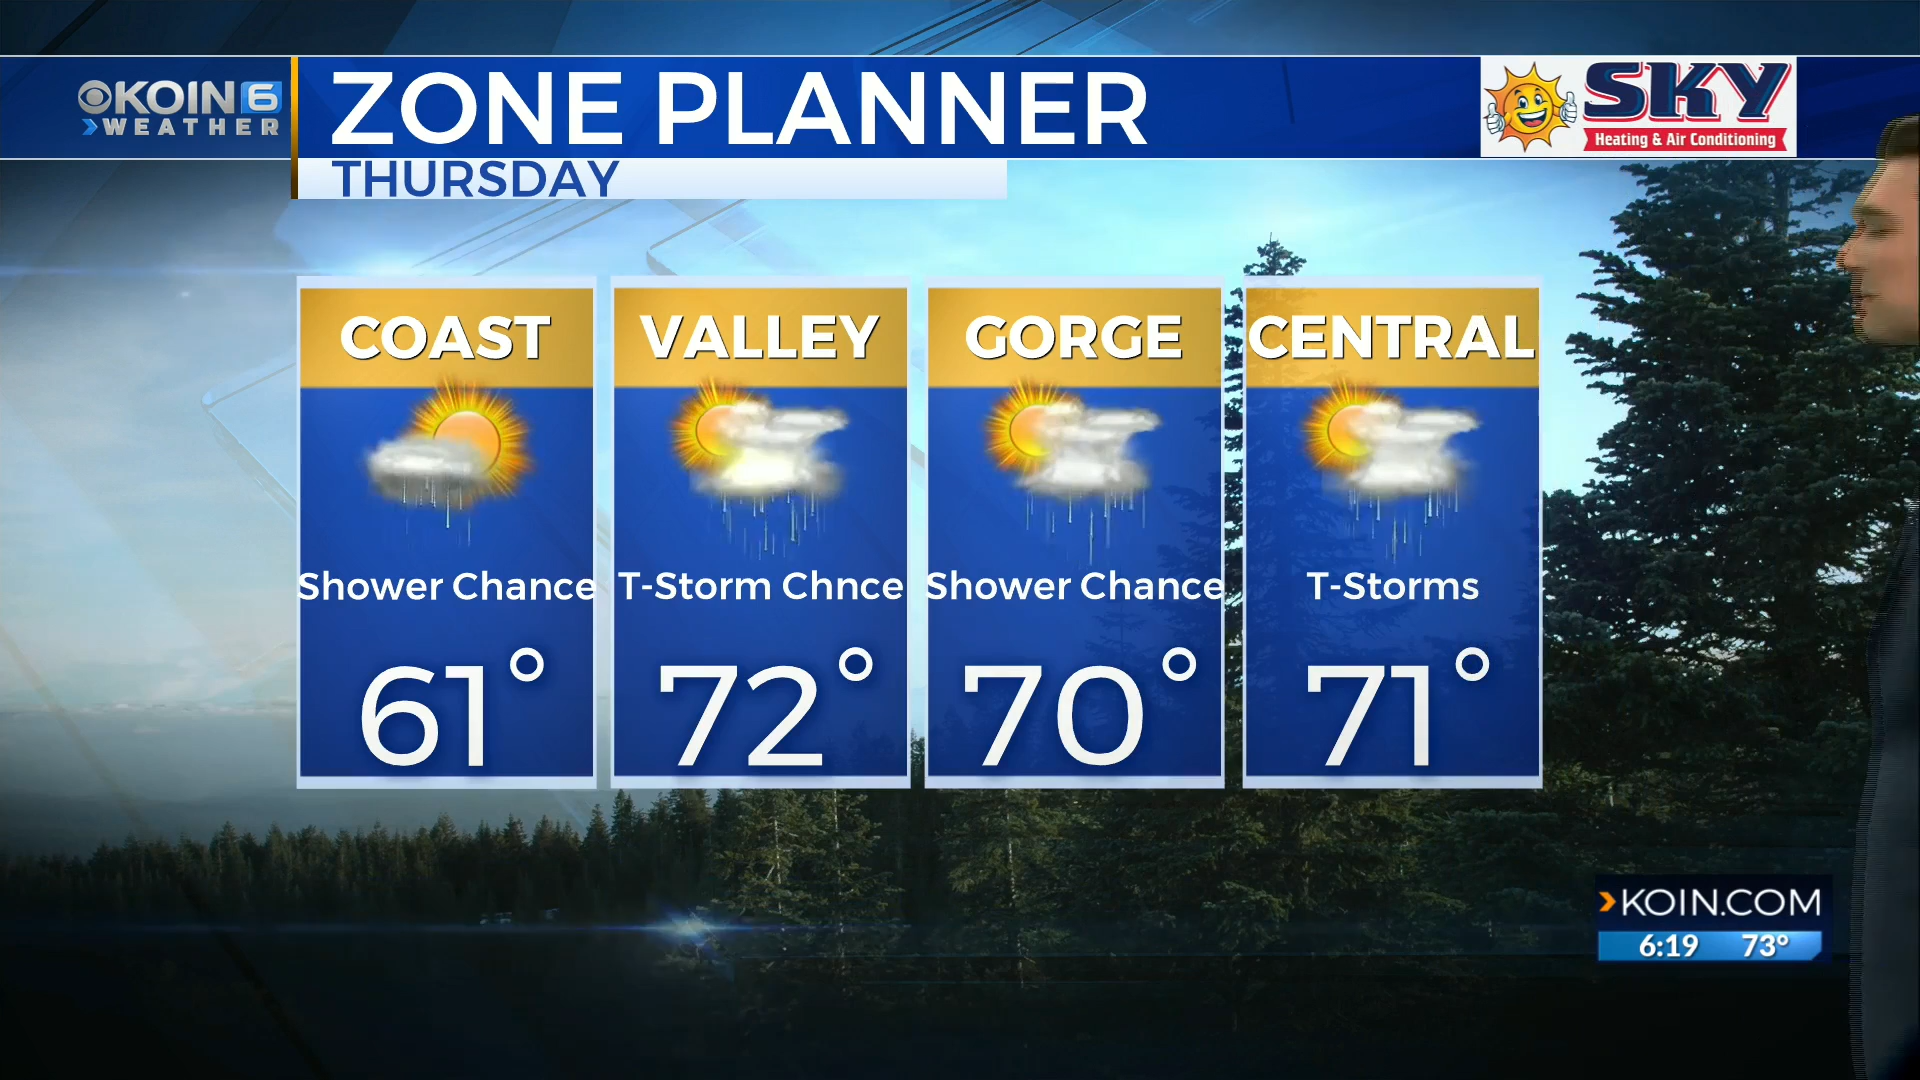 KOIN 6
WEATHER
ZONE PLANNER
THURSDAY
SKY
Heating & Air Conditioning
COAST
Shower Chance
61°
VALLEY
T-Storm Chnce
72°
GORGE
Shower Chance
70°
CENTRAL
T-Storms
71°
KOIN.COM
6:19 73°